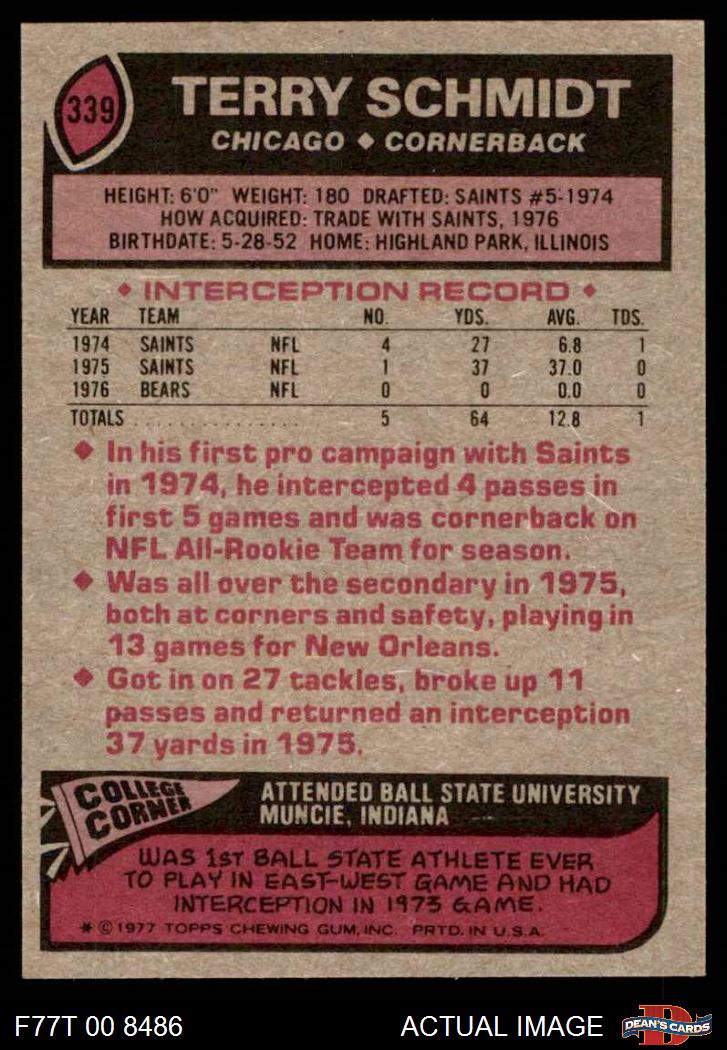 339
TERRY SCHMIDT
CHICAGO ◆ CORNERBACK
HEIGHT: 6'0" WEIGHT: 180 DRAFTED: SAINTS #5-1974
HOW ACQUIRED: TRADE WITH SAINTS, 1976
BIRTHDATE: 5-28-52 HOME: HIGHLAND PARK, ILLINOIS
◆ INTERCEPTION RECORD ◆
YEAR TEAM NO. YDS. AVG. TDS.
1974 SAINTS NFL 4 27 6.8 1
1975 SAINTS NFL 1 37 37.0 0
1976 BEARS NFL 0 0 0.0 0
TOTALS . . . . . . . . . . . . . . . 5 64 12.8 1
◆ In his first pro campaign with Saints
in 1974, he intercepted 4 passes in
first 5 games and was cornerback on
NFL All-Rookie Team for season.
◆ Was all over the secondary in 1975,
both at corners and safety, playing in
13 games for New Orleans.
◆ Got in on 27 tackles, broke up 11
passes and returned an interception
37 yards in 1975.
COLLEGE
CORNER
ATTENDED BALL STATE UNIVERSITY
MUNCIE, INDIANA
WAS 1ST BALL STATE ATHLETE EVER
TO PLAY IN EAST-WEST GAME AND HAD
INTERCEPTION IN 1973 GAME.
* © 1977 TOPPS CHEWING GUM, INC. PRTD. IN U.S.A.
F77T 00 8486
ACTUAL IMAGE
D
DEAN'S CARDS